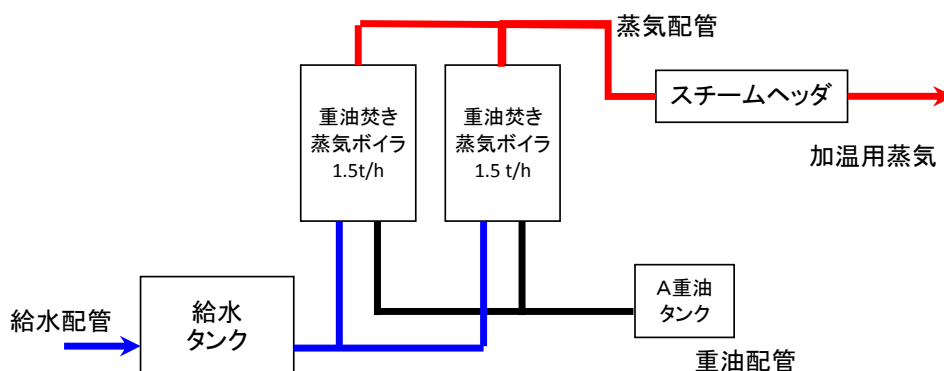 蒸気配管
重油焚き
蒸気ボイラ
1.5t/h
重油焚き
蒸気ボイラ
1.5 t/h
スチームヘッダ
加温用蒸気
給水配管
給水
タンク
A重油
タンク
重油配管